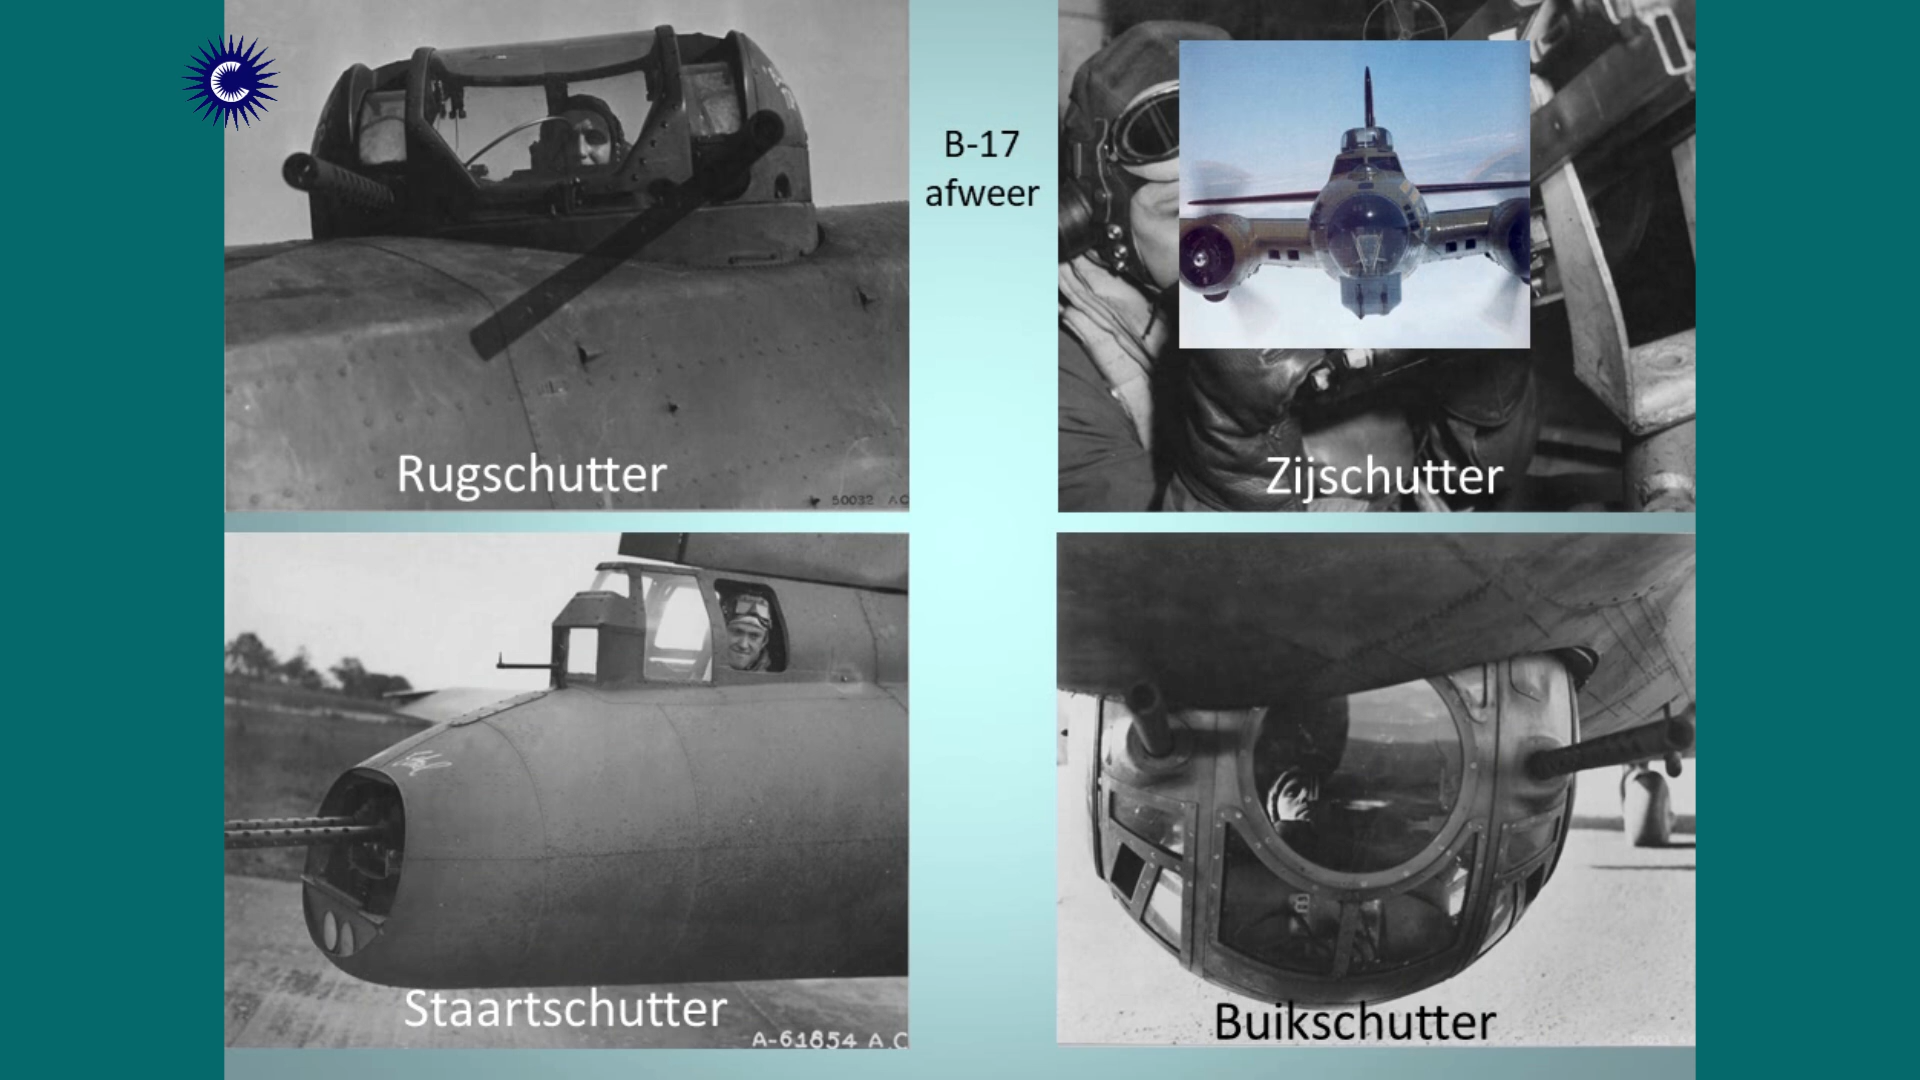 B-17
afweer
Rugschutter
50032 AC
Zijschutter
Staartschutter
A-61854 A.C
Buikschutter